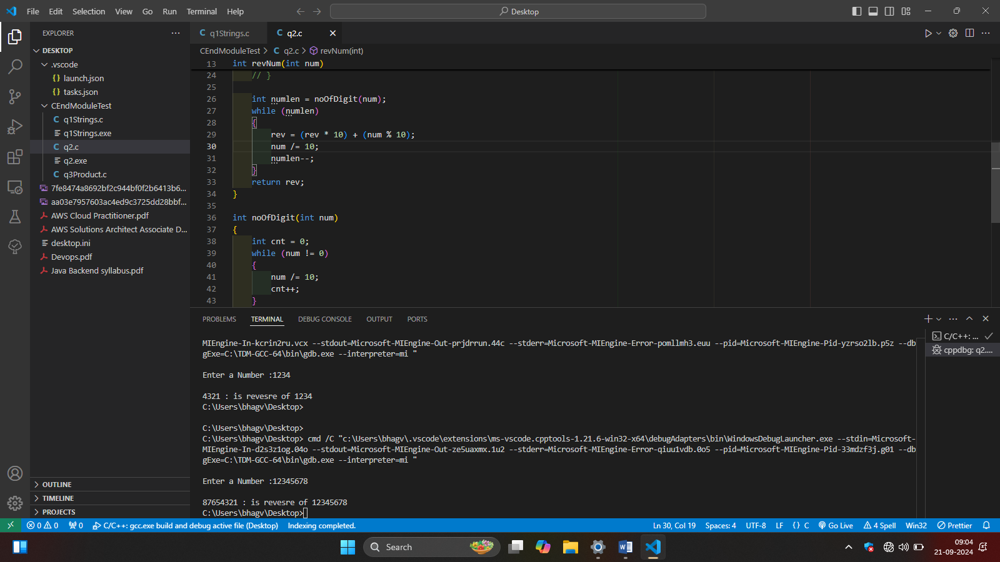 File Edit Selection View Go Run Terminal Help
Desktop
EXPLORER
DESKTOP
.vscode
launch.json
tasks.json
CEndModuleTest
q1Strings.c
q1Strings.exe
q2.c
q2.exe
q3Product.c
7fe8474a8692bf2c944bf0f2b6413b6...
aa03e7957603ac4ed9c3725dd28bbf...
AWS Cloud Practitioner.pdf
AWS Solutions Architect Associate D...
desktop.ini
Devops.pdf
Java Backend syllabus.pdf
OUTLINE
TIMELINE
PROJECTS
C q1Strings.c C q2.c
CEndModuleTest > C q2.c > revNum(int)
13 int revNum(int num)
24 // }
25
26 int numlen = noOfDigit(num);
27 while (numlen)
28 {
29 rev = (rev * 10) + (num % 10);
30 num /= 10;
31 numlen--;
32 }
33 return rev;
34 }
35
36 int noOfDigit(int num)
37 {
38 int cnt = 0;
39 while (num != 0)
40 {
41 num /= 10;
42 cnt++;
43 }
PROBLEMS TERMINAL DEBUG CONSOLE OUTPUT PORTS
MIEngine-In-kcrin2ru.vcx --stdout=Microsoft-MIEngine-Out-prjdrrun.44c --stderr=Microsoft-MIEngine-Error-pomllmh3.euu --pid=Microsoft-MIEngine-Pid-yzrso2lb.p5z --db
gExe=C:\TDM-GCC-64\bin\gdb.exe --interpreter=mi "
Enter a Number :1234
4321 : is revesre of 1234
C:\Users\bhagv\Desktop>
C:\Users\bhagv\Desktop>
C:\Users\bhagv\Desktop> cmd /C "c:\Users\bhagv\.vscode\extensions\ms-vscode.cpptools-1.21.6-win32-x64\debugAdapters\bin\WindowsDebugLauncher.exe --stdin=Microsoft-
MIEngine-In-d2s3z1og.04o --stdout=Microsoft-MIEngine-Out-ze5uaxmx.1u2 --stderr=Microsoft-MIEngine-Error-qiuu1vdb.0o5 --pid=Microsoft-MIEngine-Pid-33mdzf3j.g01 --db
gExe=C:\TDM-GCC-64\bin\gdb.exe --interpreter=mi "
Enter a Number :12345678
87654321 : is revesre of 12345678
C:\Users\bhagv\Desktop>
C/C++: ...
cppdbg: q2....
0 0 0 C/C++: gcc.exe build and debug active file (Desktop) Indexing completed. Ln 30, Col 19 Spaces: 4 UTF-8 LF {} C Go Live 4 Spell Win32 Prettier
Search
09:04
21-09-2024